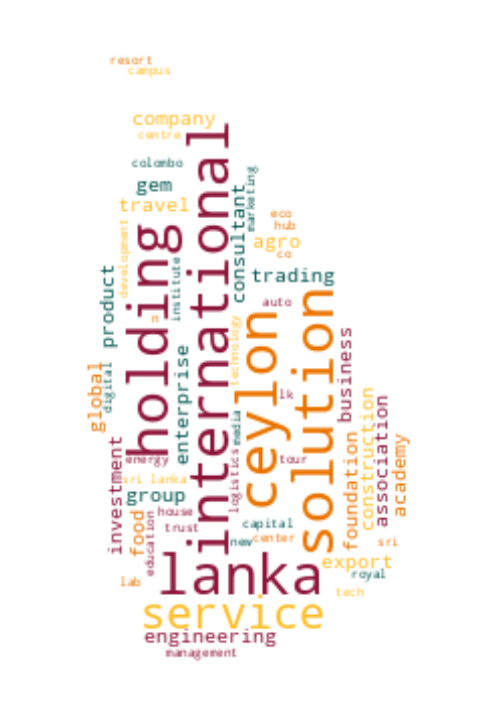 resort
campus
company
centre
international
colombo
marketing
gem
consultant
travel
eco
hub
development
holding
agro
co
institute
product
trading
solution
auto
ceylon
n
technology
business
enterprise
global
digital
lk
construction
association
media
foundation
academy
investment
energy
logistics
tour
sri lanka
group
food
house
education
trust
capital
new
center
sri
lanka
export
royal
lab
tech
service
engineering
management